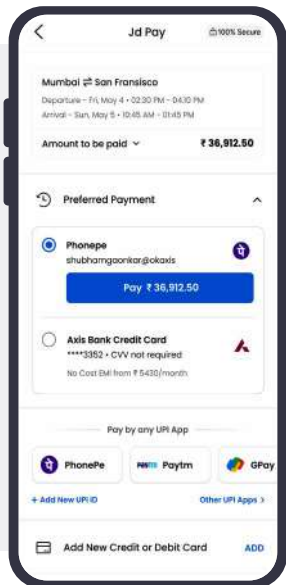 Jd Pay
100% Secure
Mumbai ⇄ San Fransisco
Departure - Fri, May 4 • 02:30 PM - 04:10 PM
Arrival - Sun, May 5 • 10:45 AM - 01:45 PM
Amount to be paid ₹ 36,912.50
Preferred Payment
Phonepe
shubhamgaonkar@okaxis
Pay ₹ 36,912.50
Axis Bank Credit Card
****3352 • CVV not required
No Cost EMI from ₹ 5430/month
Pay by any UPI App
PhonePe
Paytm Paytm
GPay
+ Add New UPI ID
Other UPI Apps >
Add New Credit or Debit Card ADD